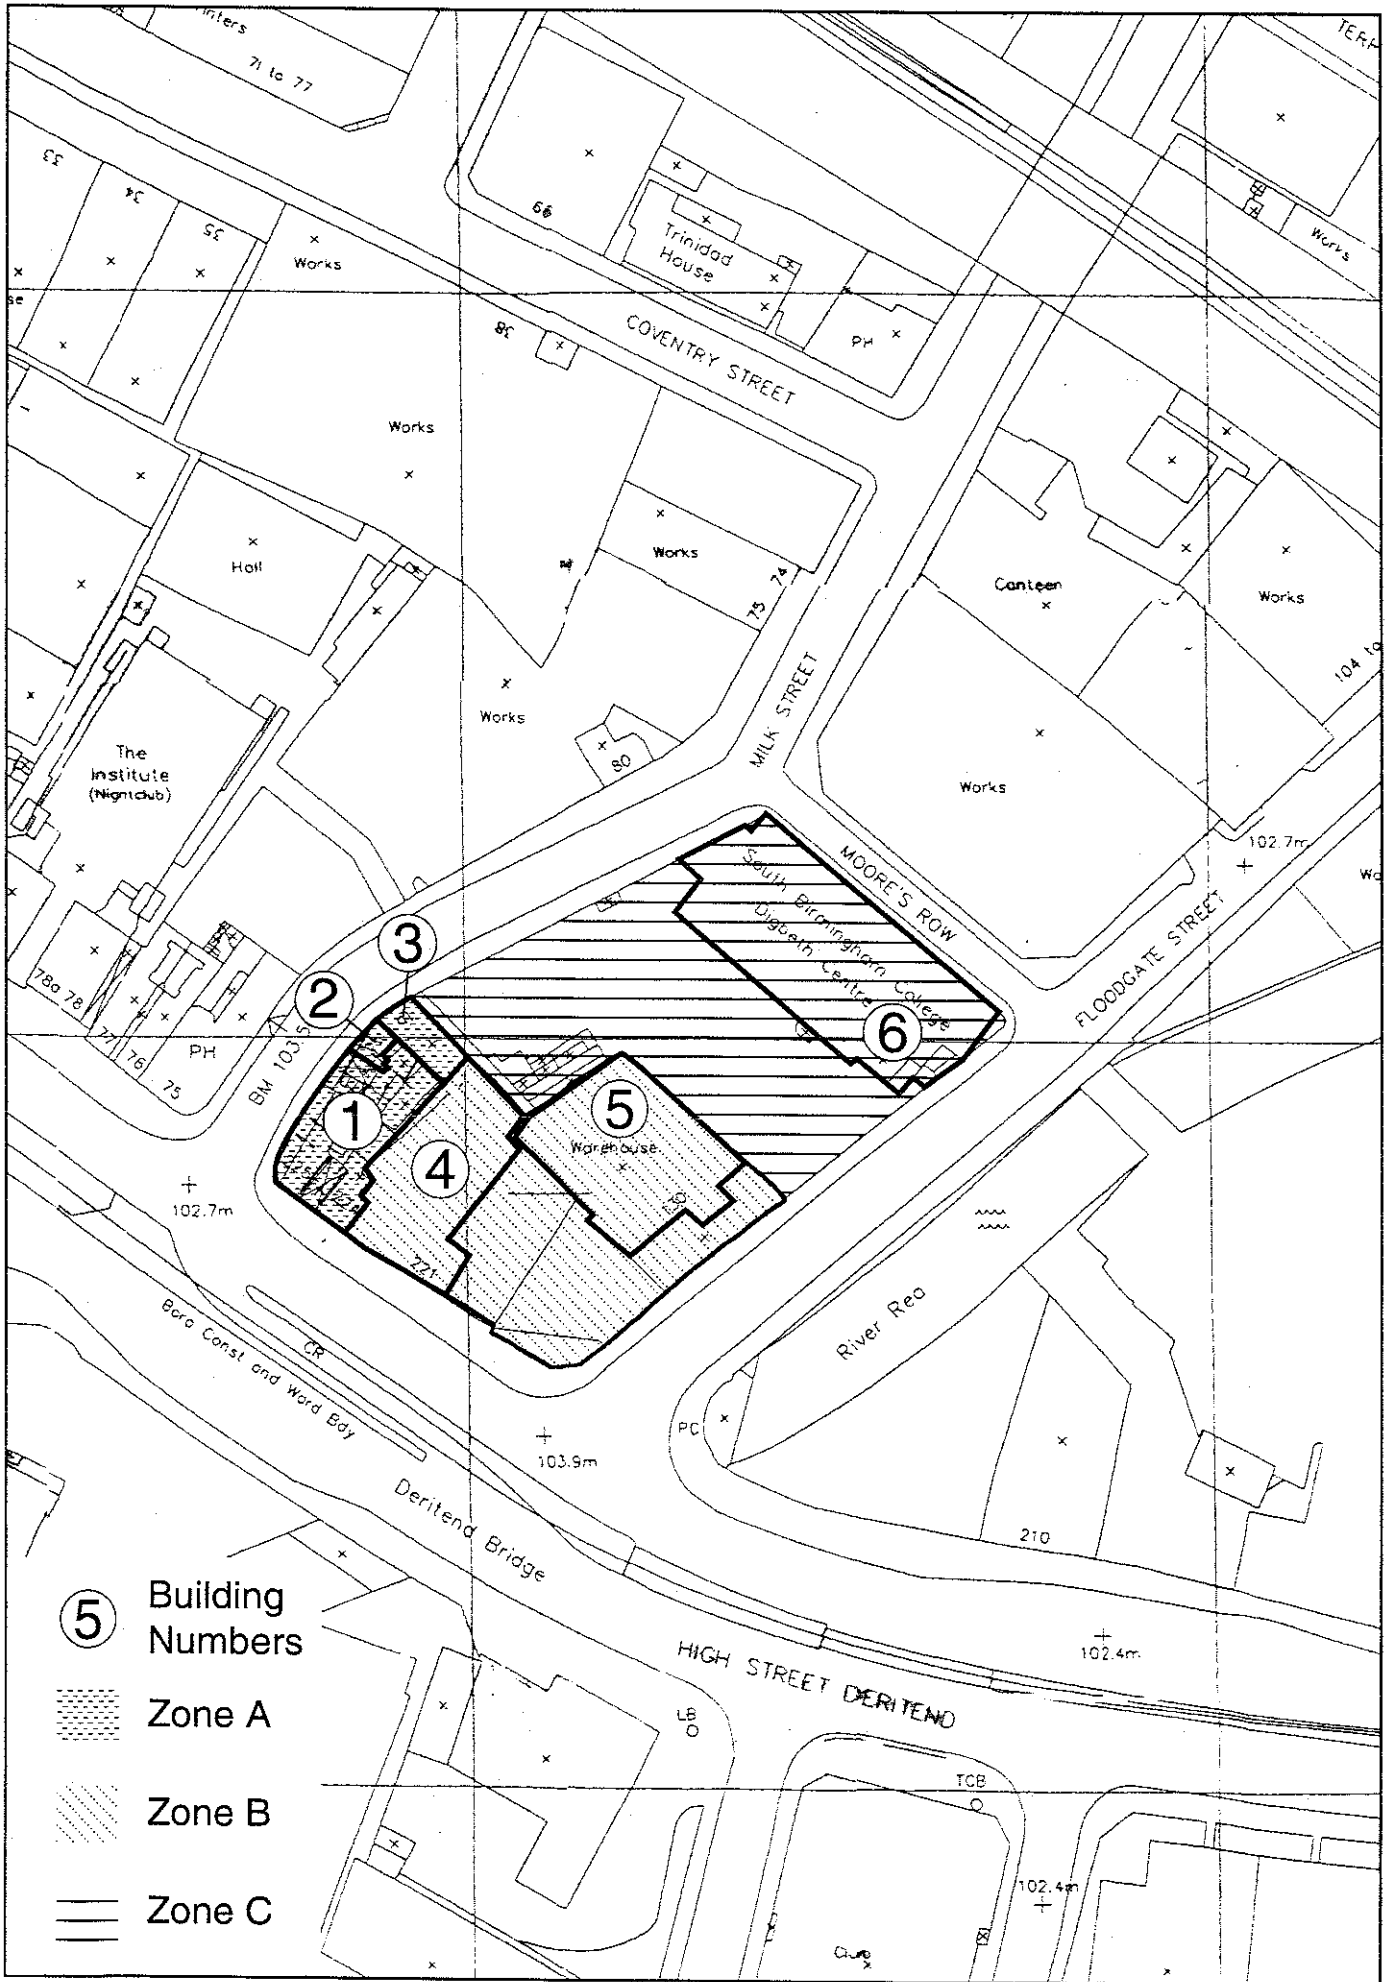 71 to 77
TERR
33
34
35
Works
69
Trinidad
House
Works
38
COVENTRY STREET
PH
Works
Hall
Works
74
75
Canteen
Works
104 to
MILK STREET
Works
80
The
Institute
(Nightclub)
Works
102.7m
South Birmingham College
Digbeth Centre
MOORE'S ROW
FLOODGATE STREET
3
2
6
78a 78
77
76
75
PH
BM 103.5
1
5
Warehouse
4
170
102.7m
221
River Rea
Boro Const and Ward Bdy
CR
PC
103.9m
Deritend Bridge
210
5 Building
Numbers
Zone A
Zone B
Zone C
HIGH STREET DERITEND
102.4m
LB
TCB
102.4m